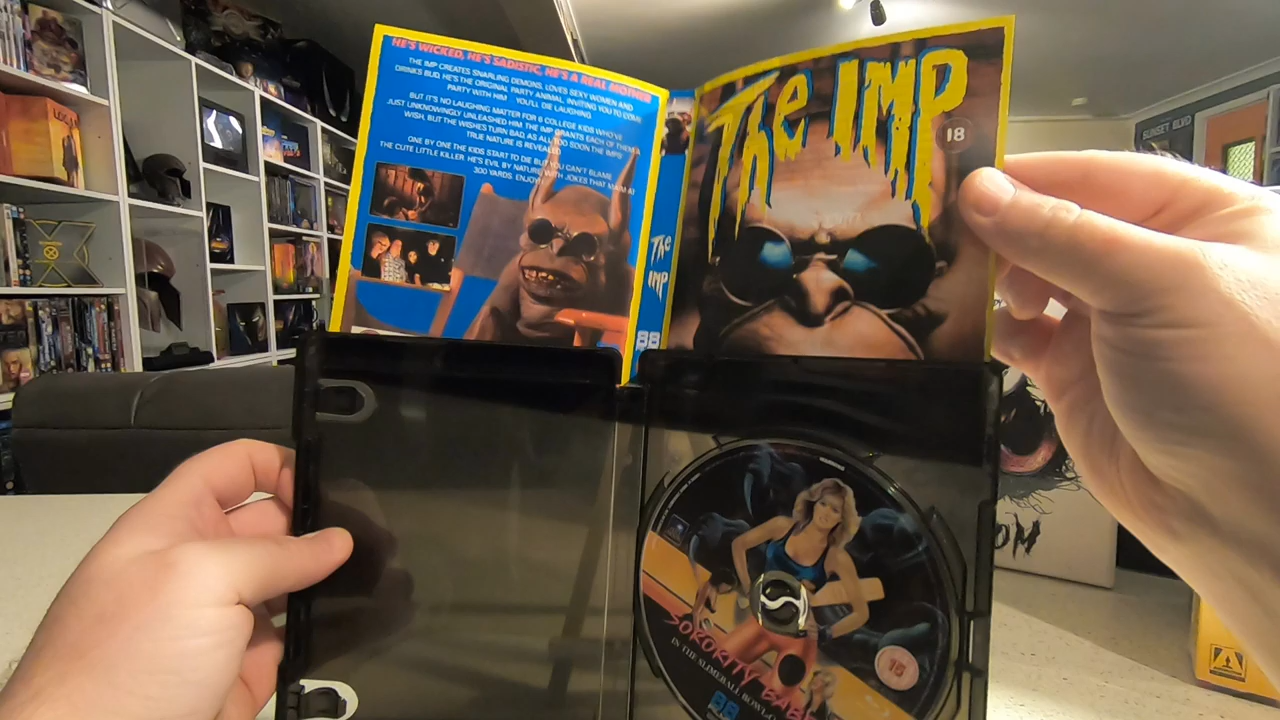 HE'S WICKED, HE'S SADISTIC, HE'S A REAL MOTHER
THE IMP CREATES SNARLING DEMONS, LOVES SEXY WOMEN AND
DRINKS BUD, HE'S THE ORIGINAL PARTY ANIMAL, INVITING YOU TO COME
PARTY WITH HIM YOU'LL DIE LAUGHING.
BUT IT'S NO LAUGHING MATTER FOR 6 COLLEGE KIDS WHO'VE
JUST UNKNOWINGLY UNLEASHED HIM. THE IMP GRANTS EACH OF THEM A
WISH, BUT THE WISHES TURN BAD, AS ALL TOO SOON THE IMPS
TRUE NATURE IS REVEALED
ONE BY ONE THE KIDS START TO DIE BUT YOU CAN'T BLAME
THE CUTE LITTLE KILLER HE'S EVIL BY NATURE, WITH JOKES THAT MAIM AT
300 YARDS. ENJOY!
The
IMP
88
The IMP
18
SUNSET BLVD
SORORITY BABES
IN THE SLIMEBALL BOWL
18
88